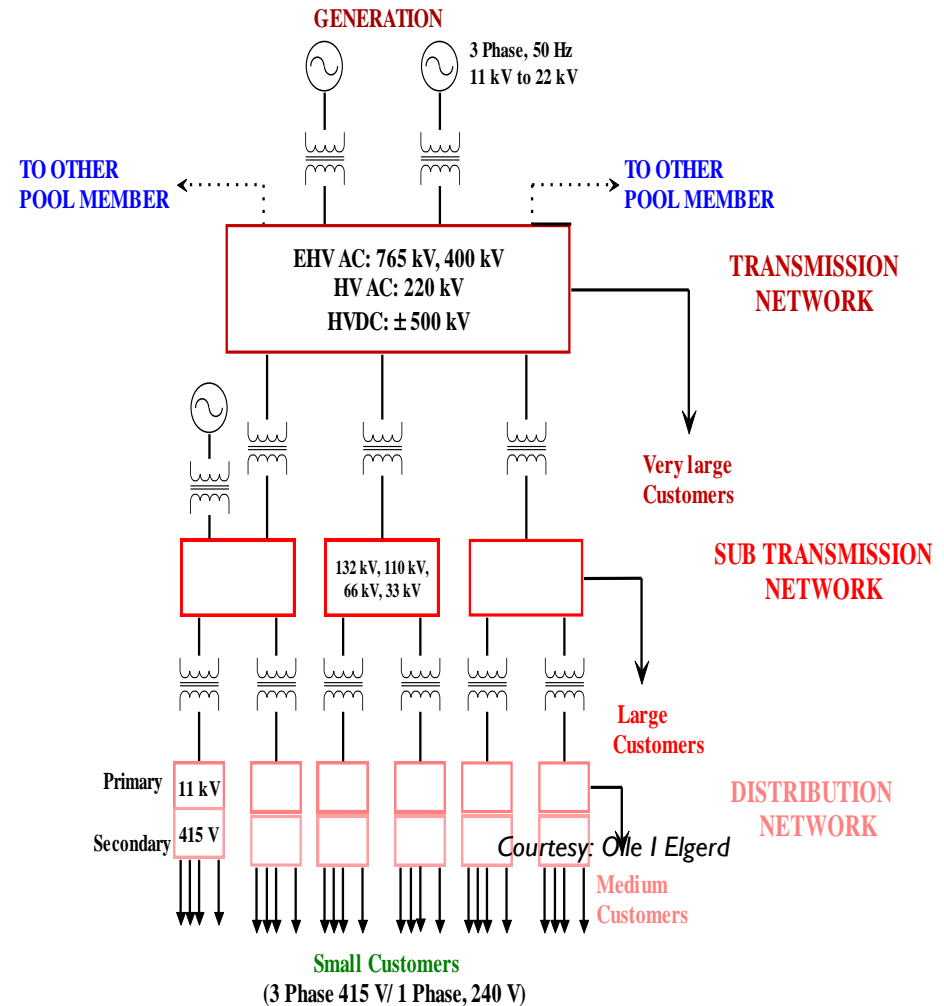 GENERATION
3 Phase, 50 Hz
11 kV to 22 kV
TO OTHER
POOL MEMBER
TO OTHER
POOL MEMBER
EHV AC: 765 kV, 400 kV
HV AC: 220 kV
HVDC: ± 500 kV
TRANSMISSION
NETWORK
Very large
Customers
132 kV, 110 kV,
66 kV, 33 kV
SUB TRANSMISSION
NETWORK
Large
Customers
Primary
11 kV
DISTRIBUTION
NETWORK
Secondary
415 V
Courtesy: Olle I Elgerd
Medium
Customers
Small Customers
(3 Phase 415 V/ 1 Phase, 240 V)